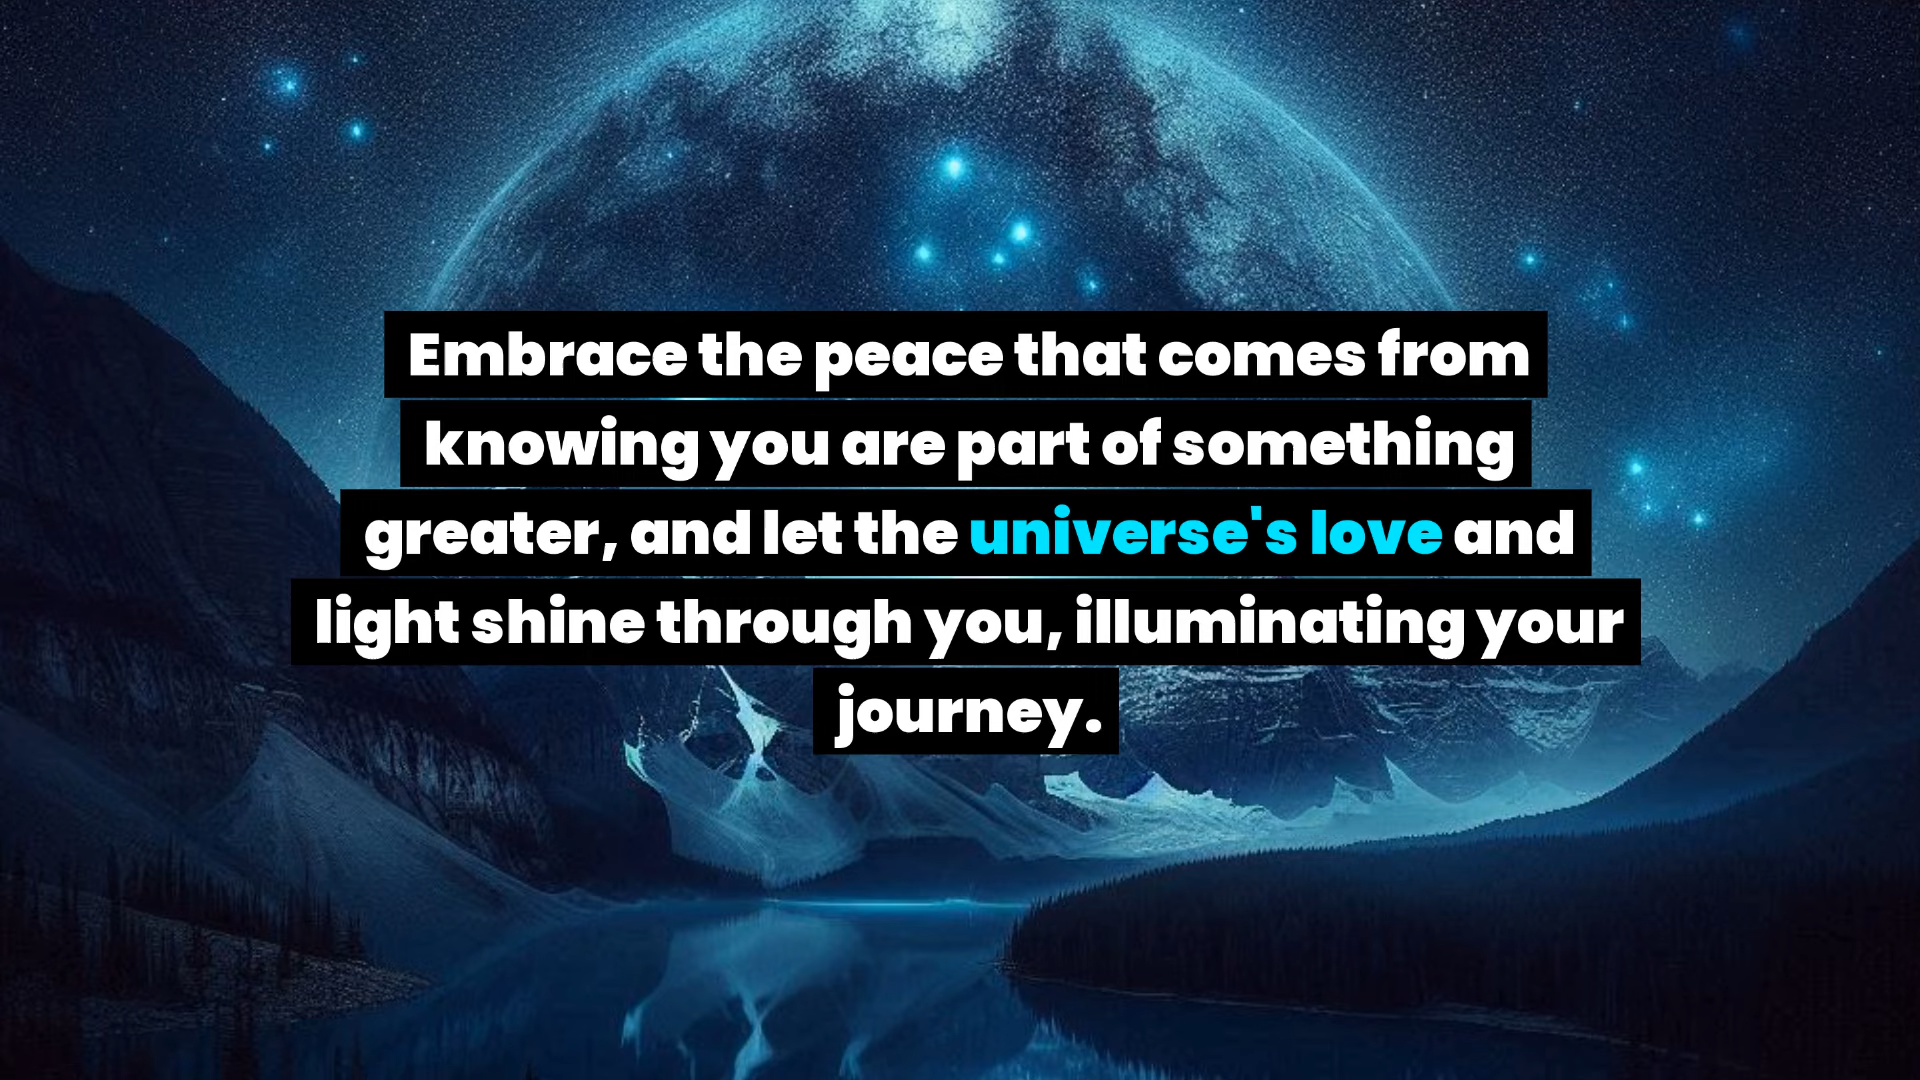 Embrace the peace that comes from
knowing you are part of something
greater, and let the universe's love and
light shine through you, illuminating your
journey.